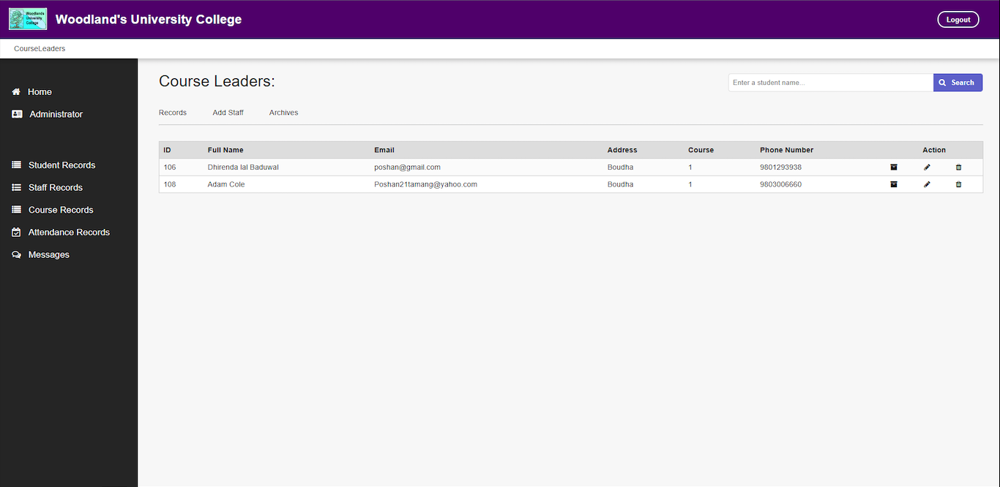 Woodlands
University
College
Woodland's University College
Logout
CourseLeaders
Home
Administrator
Student Records
Staff Records
Course Records
Attendance Records
Messages
Course Leaders:
Enter a student name...
Search
Records Add Staff Archives
ID Full Name Email Address Course Phone Number Action
106 Dhirenda lal Baduwal poshan@gmail.com Boudha 1 9801293938
108 Adam Cole Poshan21tamang@yahoo.com Boudha 1 9803006660